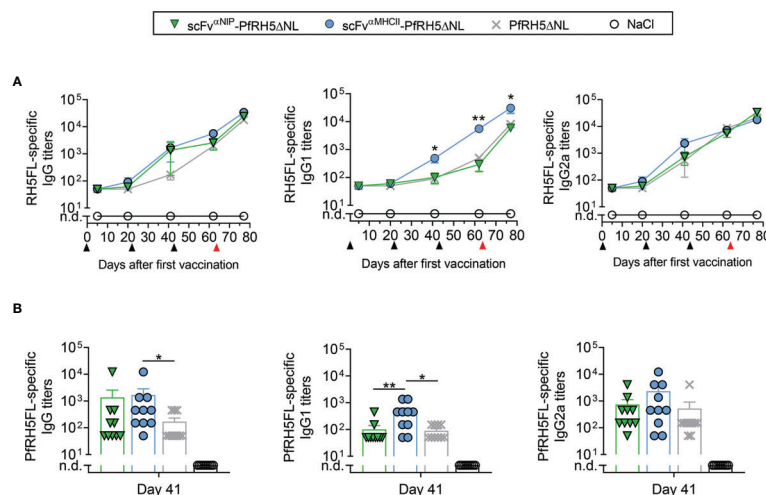 scFvαNIP-PfRH5ΔNL scFvαMHCII-PfRH5ΔNL PfRH5ΔNL NaCl
A
RH5FL-specific
IgG titers
10⁵
10⁴
10³
10²
10¹
n.d.
0 10 20 30 40 50 60 70 80
Days after first vaccination
RH5FL-specific
IgG1 titers
10⁵
10⁴
10³
10²
10¹
n.d.
* ** *
10 20 30 40 50 60 70 80
Days after first vaccination
RH5FL-specific
IgG2a titers
10⁵
10⁴
10³
10²
10¹
n.d.
0 10 20 30 40 50 60 70 80
Days after first vaccination
B
PfRH5FL-specific
IgG titers
10⁵
10⁴
10³
10²
10¹
n.d.
*
Day 41
PfRH5FL-specific
IgG1 titers
10⁵
10⁴
10³
10²
10¹
n.d.
** *
Day 41
PfRH5FL-specific
IgG2a titers
10⁵
10⁴
10³
10²
10¹
n.d.
Day 41